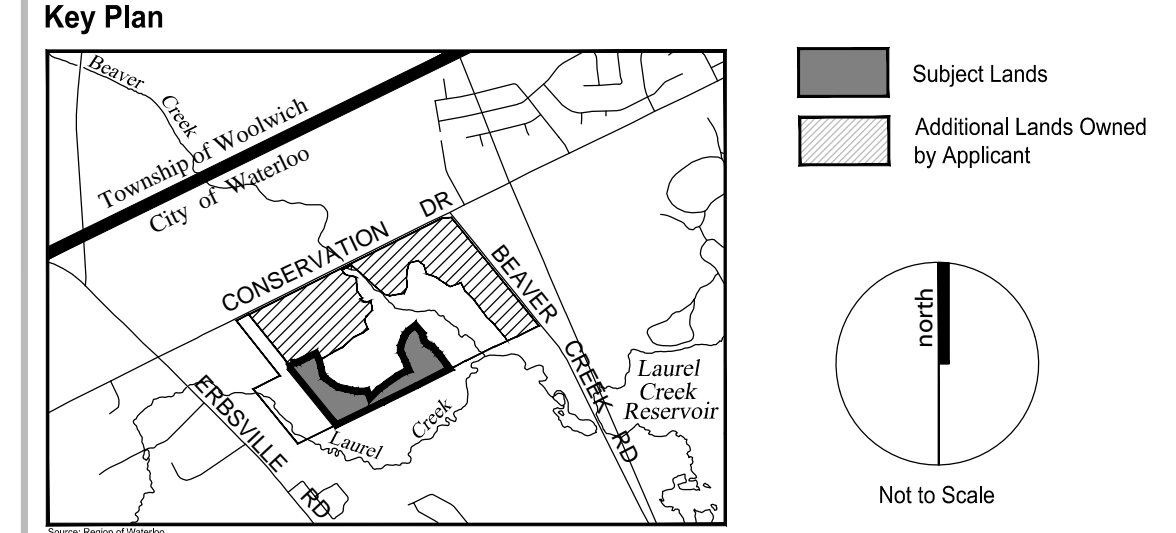 Key Plan
Beaver
Creek
Township of Woolwich
City of Waterloo
CONSERVATION DR
BEAVER
CREEK RD
ERBSVILLE
RD
Laurel
Creek
Laurel
Creek
Reservoir
Source: Region of Waterloo
Subject Lands
Additional Lands Owned
by Applicant
north
Not to Scale